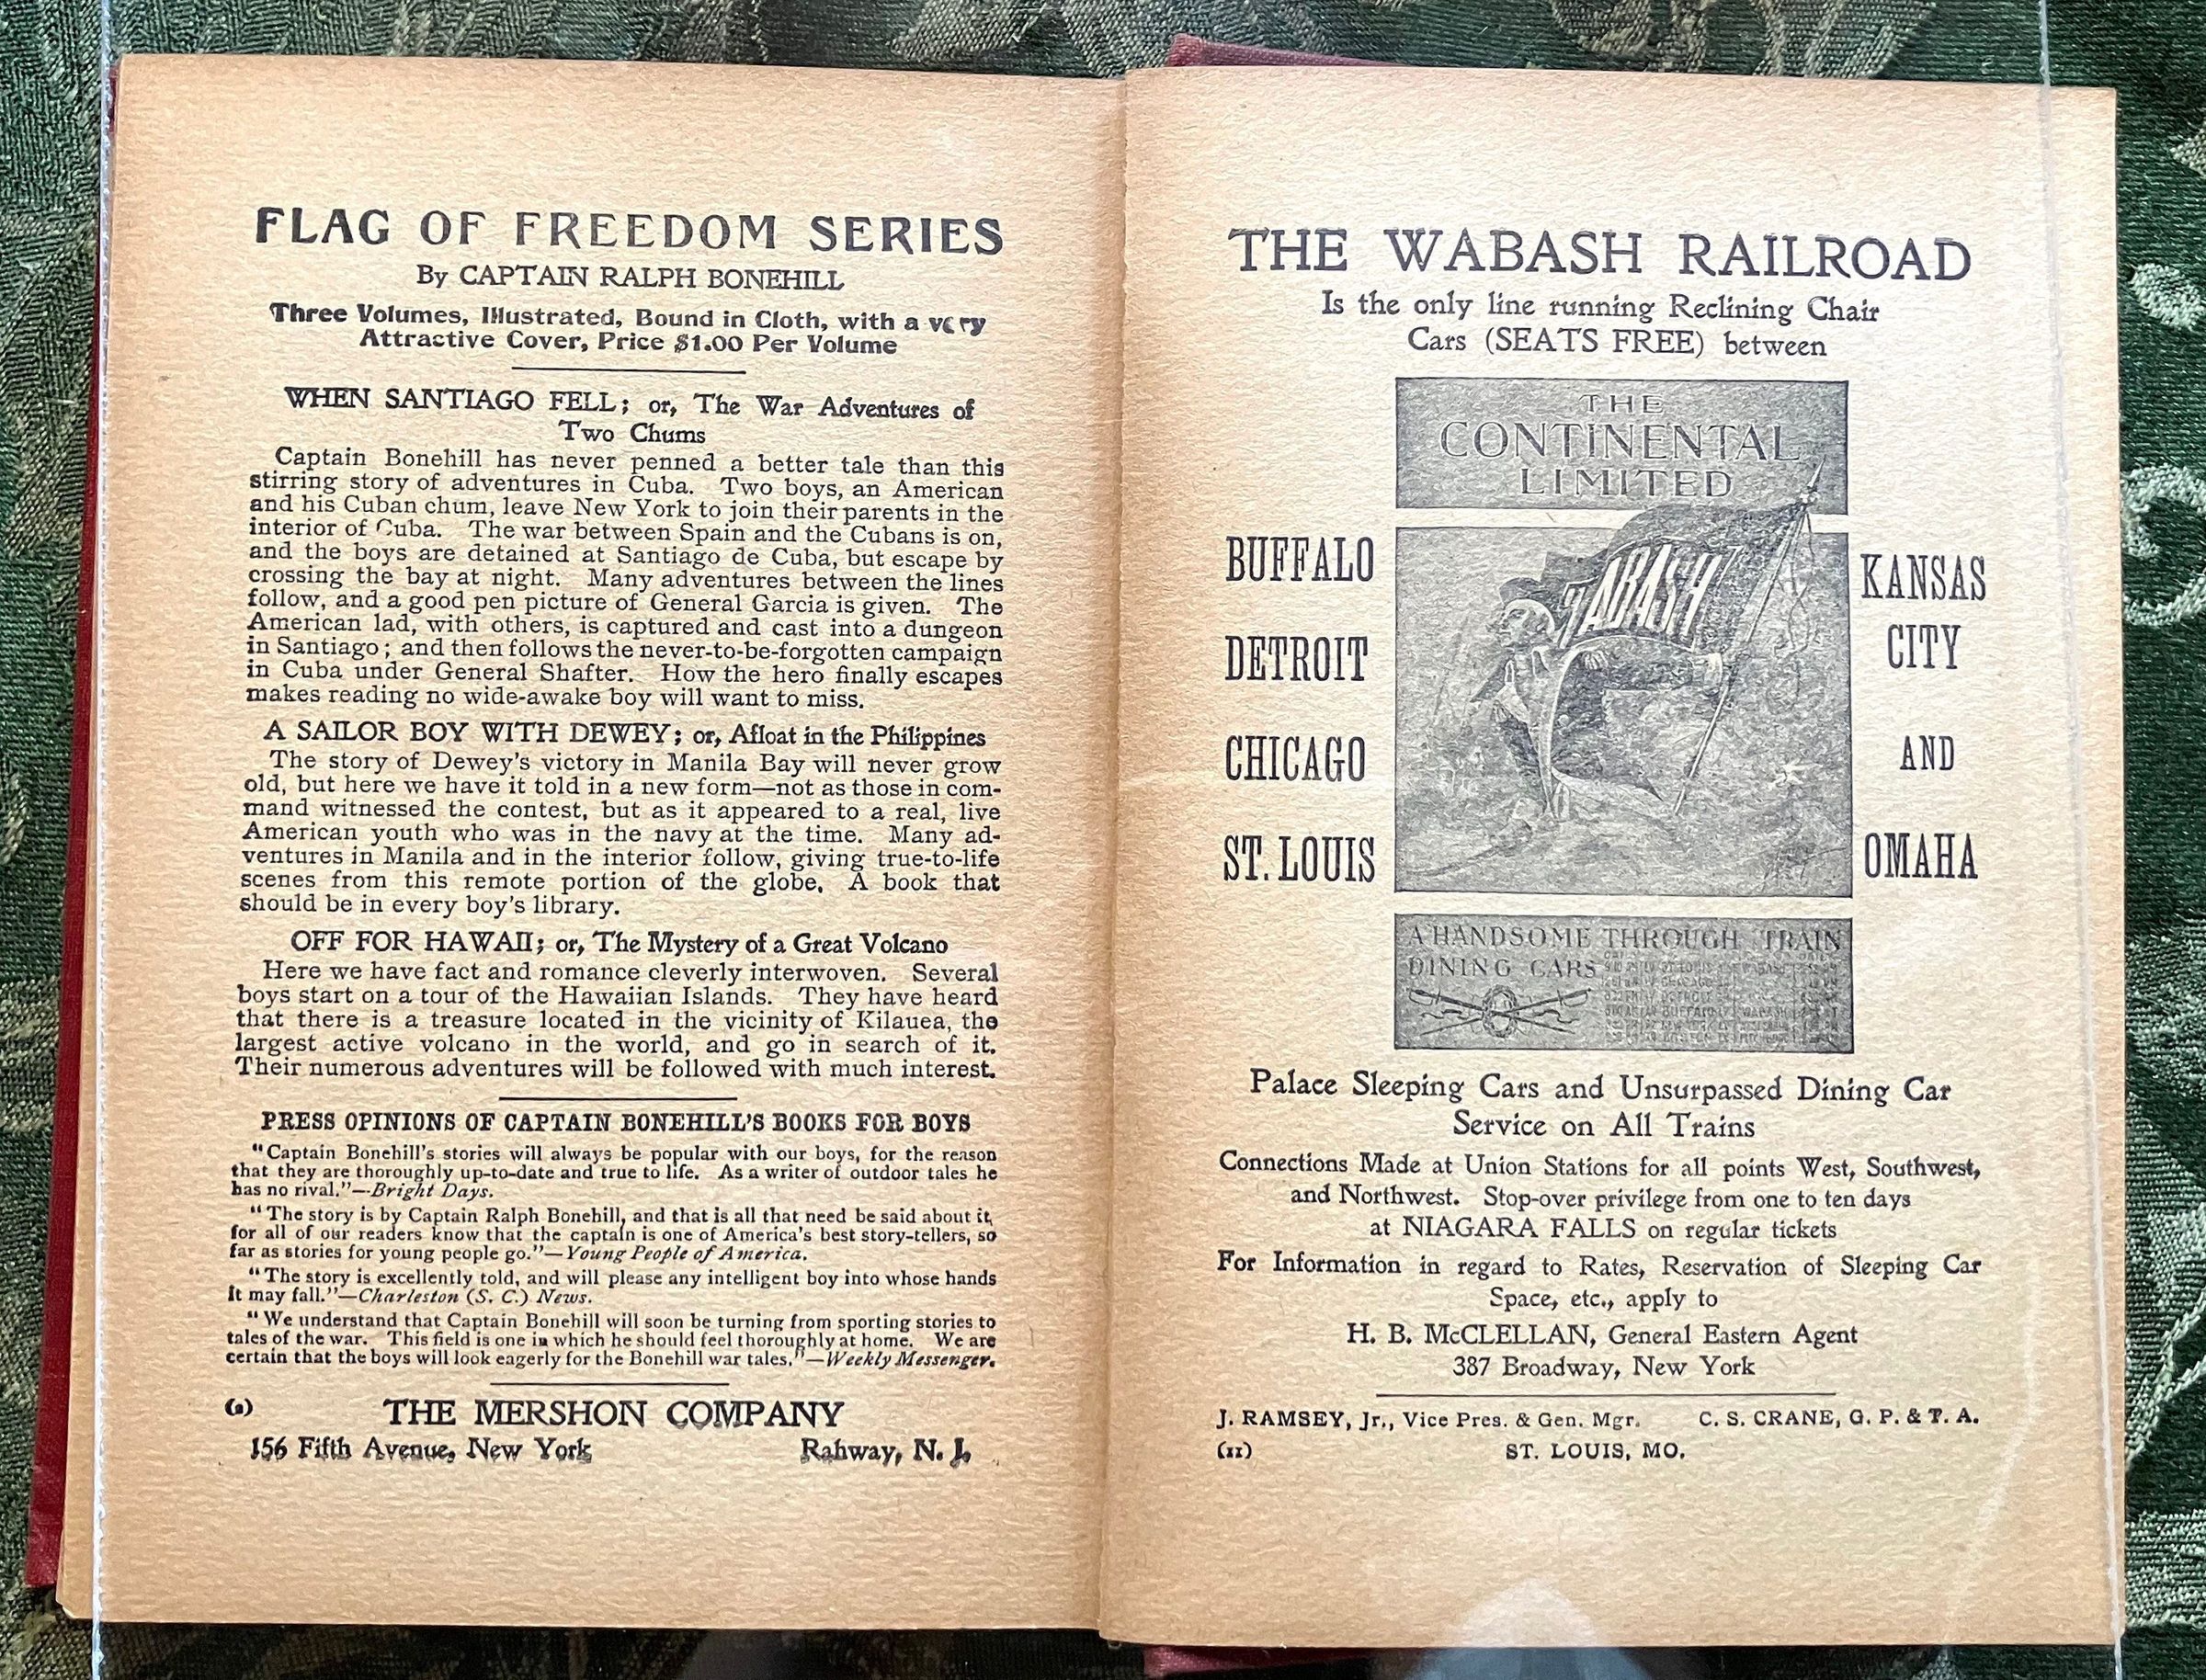 FLAG OF FREEDOM SERIES
By CAPTAIN RALPH BONEHILL
Three Volumes, Illustrated, Bound in Cloth, with a very
Attractive Cover, Price $1.00 Per Volume
WHEN SANTIAGO FELL; or, The War Adventures of
Two Chums
Captain Bonehill has never penned a better tale than this
stirring story of adventures in Cuba. Two boys, an American
and his Cuban chum, leave New York to join their parents in the
interior of Cuba. The war between Spain and the Cubans is on,
and the boys are detained at Santiago de Cuba, but escape by
crossing the bay at night. Many adventures between the lines
follow, and a good pen picture of General Garcia is given. The
American lad, with others, is captured and cast into a dungeon
in Santiago; and then follows the never-to-be-forgotten campaign
in Cuba under General Shafter. How the hero finally escapes
makes reading no wide-awake boy will want to miss.
A SAILOR BOY WITH DEWEY; or, Afloat in the Philippines
The story of Dewey's victory in Manila Bay will never grow
old, but here we have it told in a new form—not as those in com-
mand witnessed the contest, but as it appeared to a real, live
American youth who was in the navy at the time. Many ad-
ventures in Manila and in the interior follow, giving true-to-life
scenes from this remote portion of the globe. A book that
should be in every boy's library.
OFF FOR HAWAII; or, The Mystery of a Great Volcano
Here we have fact and romance cleverly interwoven. Several
boys start on a tour of the Hawaiian Islands. They have heard
that there is a treasure located in the vicinity of Kilauea, the
largest active volcano in the world, and go in search of it.
Their numerous adventures will be followed with much interest.
PRESS OPINIONS OF CAPTAIN BONEHILL'S BOOKS FOR BOYS
"Captain Bonehill's stories will always be popular with our boys, for the reason
that they are thoroughly up-to-date and true to life. As a writer of outdoor tales he
has no rival."—Bright Days.
"The story is by Captain Ralph Bonehill, and that is all that need be said about it,
for all of our readers know that the captain is one of America's best story-tellers, so
far as stories for young people go."—Young People of America.
"The story is excellently told, and will please any intelligent boy into whose hands
it may fall."—Charleston (S. C.) News.
"We understand that Captain Bonehill will soon be turning from sporting stories to
tales of the war. This field is one in which he should feel thoroughly at home. We are
certain that the boys will look eagerly for the Bonehill war tales."—Weekly Messenger.
THE MERSHON COMPANY
156 Fifth Avenue, New York Rahway, N. J.
THE WABASH RAILROAD
Is the only line running Reclining Chair
Cars (SEATS FREE) between
THE
CONTINENTAL
LIMITED
WABASH
BUFFALO
DETROIT
CHICAGO
ST. LOUIS
KANSAS
CITY
AND
OMAHA
A HANDSOME THROUGH TRAIN
DINING CARS
Palace Sleeping Cars and Unsurpassed Dining Car
Service on All Trains
Connections Made at Union Stations for all points West, Southwest,
and Northwest. Stop-over privilege from one to ten days
at NIAGARA FALLS on regular tickets
For Information in regard to Rates, Reservation of Sleeping Car
Space, etc., apply to
H. B. McCLELLAN, General Eastern Agent
387 Broadway, New York
J. RAMSEY, Jr., Vice Pres. & Gen. Mgr. C. S. CRANE, G. P. & T. A.
(11) ST. LOUIS, MO.